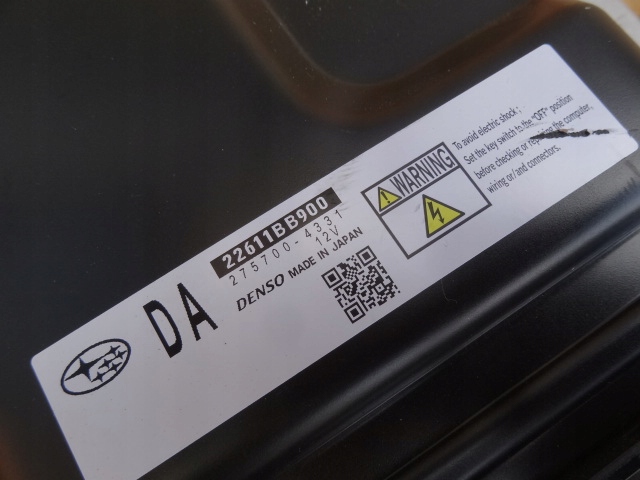 DA
22611BB900
275700-4331
12V
DENSO MADE IN JAPAN
WARNING
To avoid electric shock ;
Set the key switch to the "OFF" position
before checking or repairing the computer,
wiring or/and connectors.